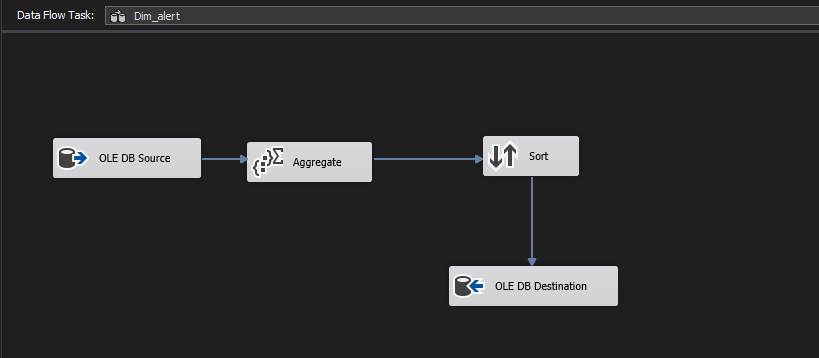 Data Flow Task: Dim_alert
OLE DB Source
Aggregate
Sort
OLE DB Destination